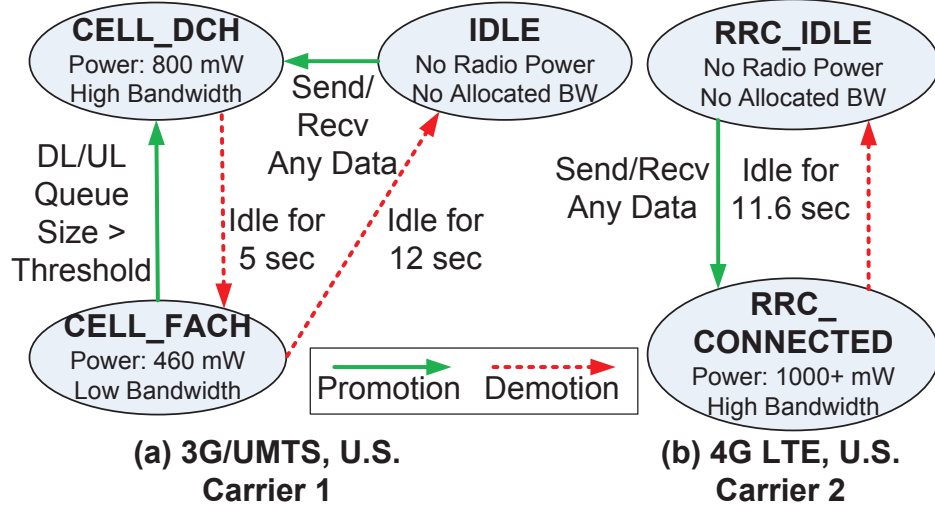 CELL_DCH
Power: 800 mW
High Bandwidth
IDLE
No Radio Power
No Allocated BW
Send/
Recv
Any Data
DL/UL
Queue
Size >
Threshold
Idle for
5 sec
Idle for
12 sec
CELL_FACH
Power: 460 mW
Low Bandwidth
RRC_IDLE
No Radio Power
No Allocated BW
Send/Recv
Any Data
Idle for
11.6 sec
RRC_
CONNECTED
Power: 1000+ mW
High Bandwidth
Promotion
Demotion
(a) 3G/UMTS, U.S.
Carrier 1
(b) 4G LTE, U.S.
Carrier 2